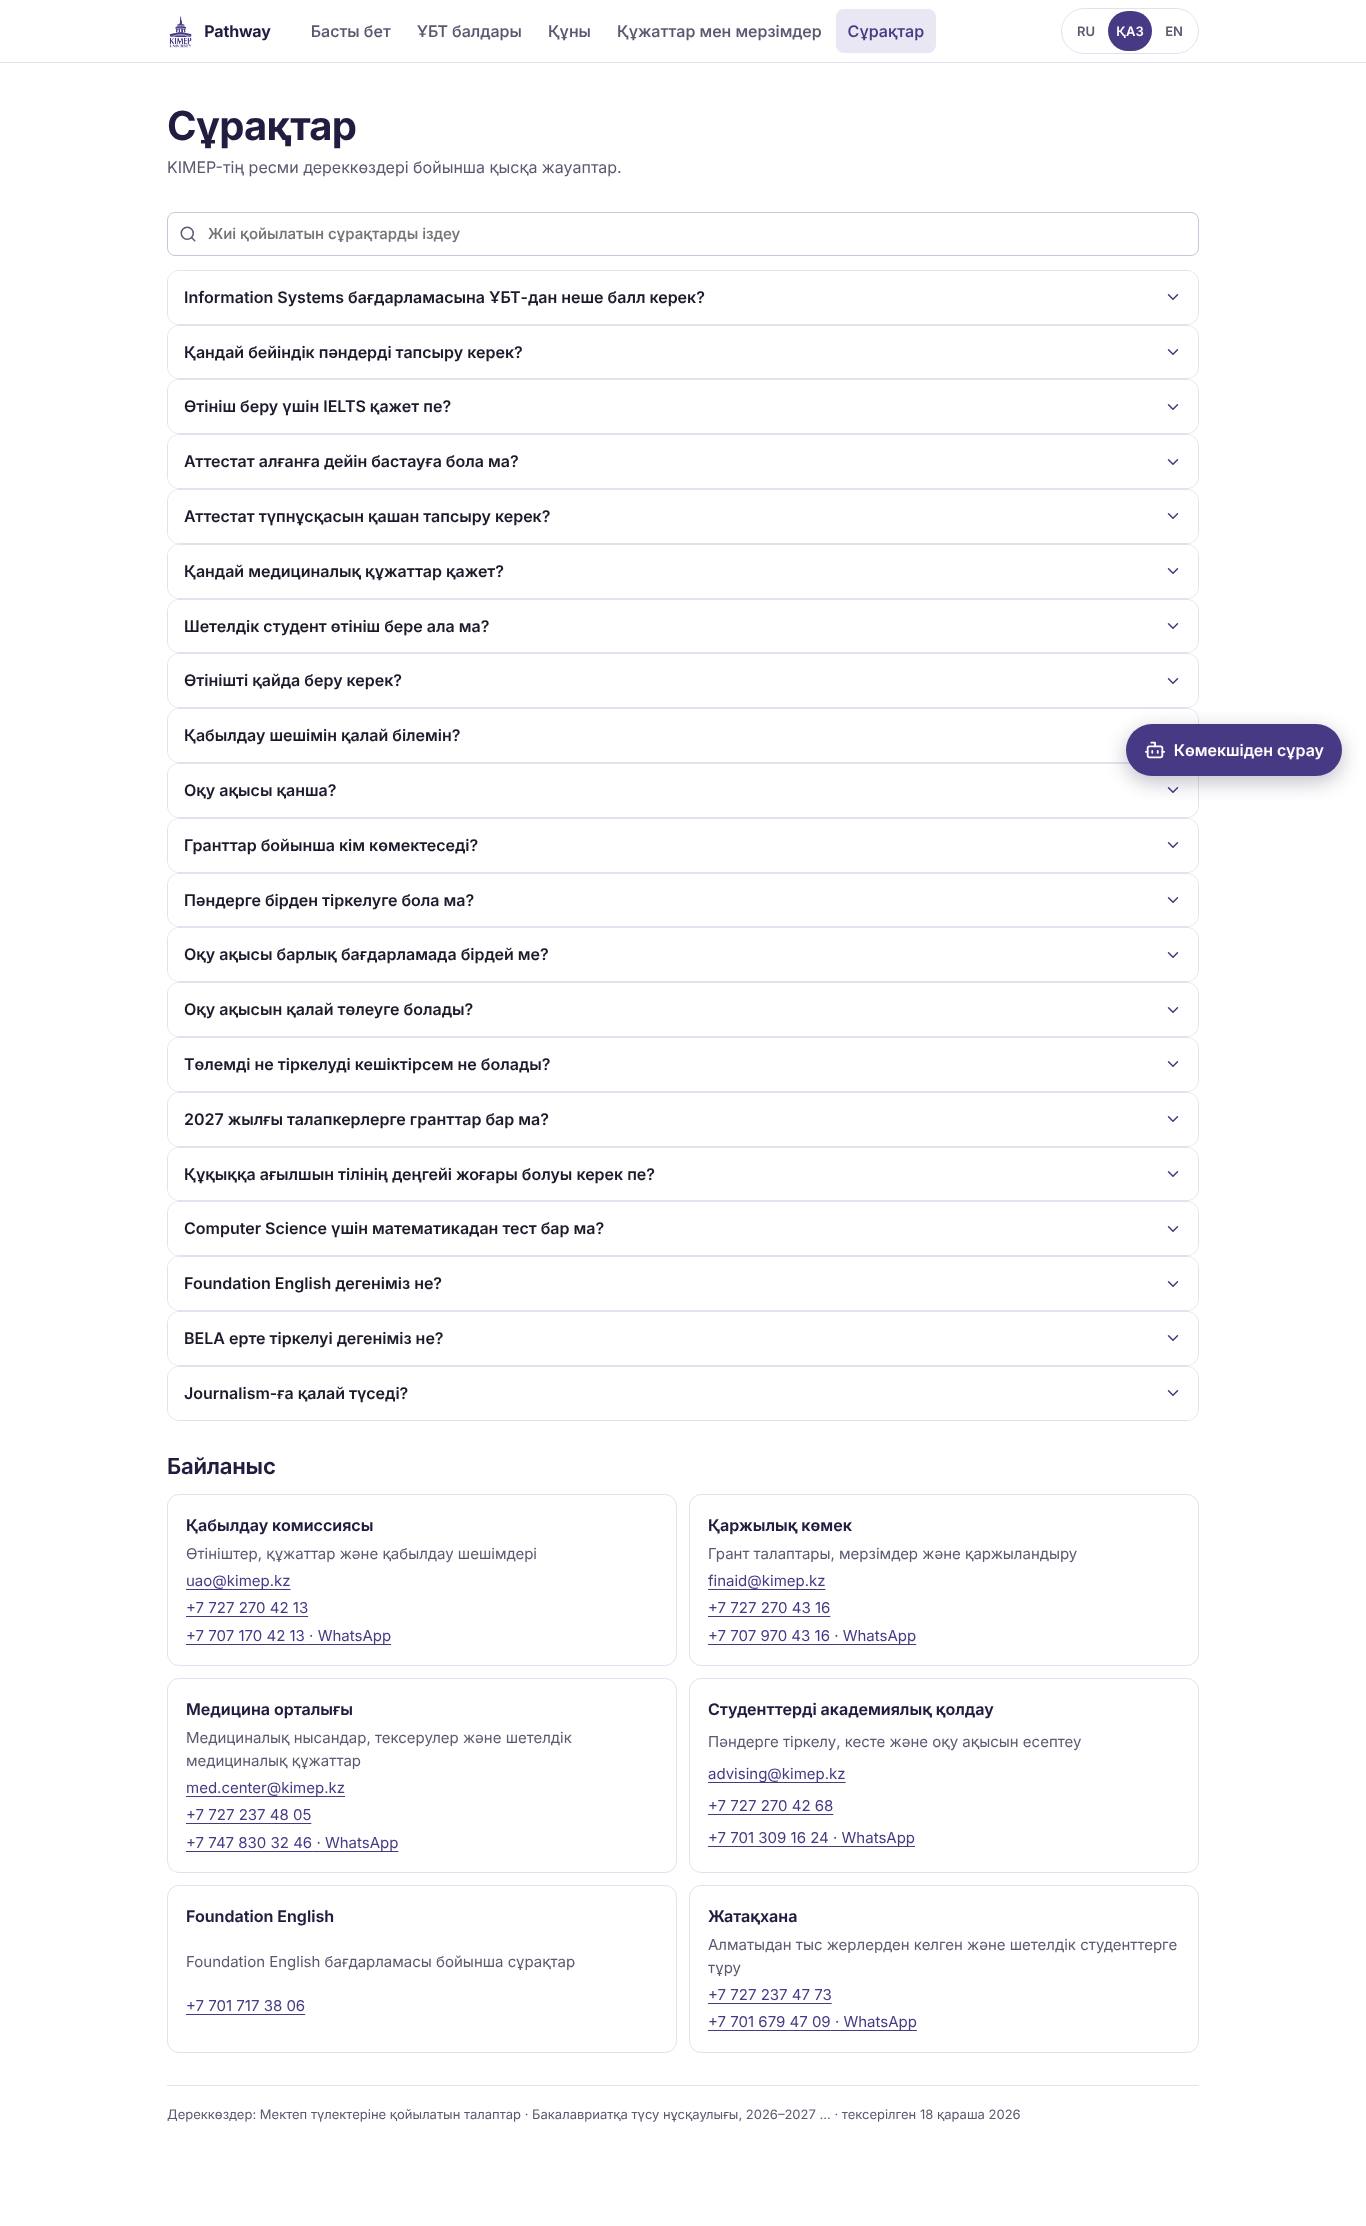 KIMEP
Pathway
Басты бет
ҰБТ балдары
Құны
Құжаттар мен мерзімдер
Сұрақтар
RU
ҚАЗ
EN
Сұрақтар
KIMEP-тің ресми дереккөздері бойынша қысқа жауаптар.
Жиі қойылатын сұрақтарды іздеу
Information Systems бағдарламасына ҰБТ-дан неше балл керек?
Қандай бейіндік пәндерді тапсыру керек?
Өтініш беру үшін IELTS қажет пе?
Аттестат алғанға дейін бастауға бола ма?
Аттестат түпнұсқасын қашан тапсыру керек?
Қандай медициналық құжаттар қажет?
Шетелдік студент өтініш бере ала ма?
Өтінішті қайда беру керек?
Қабылдау шешімін қалай білемін?
Көмекшіден сұрау
Оқу ақысы қанша?
Гранттар бойынша кім көмектеседі?
Пәндерге бірден тіркелуге бола ма?
Оқу ақысы барлық бағдарламада бірдей ме?
Оқу ақысын қалай төлеуге болады?
Төлемді не тіркелуді кешіктірсем не болады?
2027 жылғы талапкерлерге гранттар бар ма?
Құқыққа ағылшын тілінің деңгейі жоғары болуы керек пе?
Computer Science үшін математикадан тест бар ма?
Foundation English дегеніміз не?
BELA ерте тіркелуі дегеніміз не?
Journalism-ға қалай түседі?
Байланыс
Қабылдау комиссиясы
Өтініштер, құжаттар және қабылдау шешімдері
uao@kimep.kz
+7 727 270 42 13
+7 707 170 42 13 · WhatsApp
Қаржылық көмек
Грант талаптары, мерзімдер және қаржыландыру
finaid@kimep.kz
+7 727 270 43 16
+7 707 970 43 16 · WhatsApp
Медицина орталығы
Медициналық нысандар, тексерулер және шетелдік
медициналық құжаттар
med.center@kimep.kz
+7 727 237 48 05
+7 747 830 32 46 · WhatsApp
Студенттерді академиялық қолдау
Пәндерге тіркелу, кесте және оқу ақысын есептеу
advising@kimep.kz
+7 727 270 42 68
+7 701 309 16 24 · WhatsApp
Foundation English
Foundation English бағдарламасы бойынша сұрақтар
+7 701 717 38 06
Жатақхана
Алматыдан тыс жерлерден келген және шетелдік студенттерге
тұру
+7 727 237 47 73
+7 701 679 47 09 · WhatsApp
Дереккөздер: Мектеп түлектеріне қойылатын талаптар · Бакалавриатқа түсу нұсқаулығы, 2026–2027 ... · тексерілген 18 қараша 2026